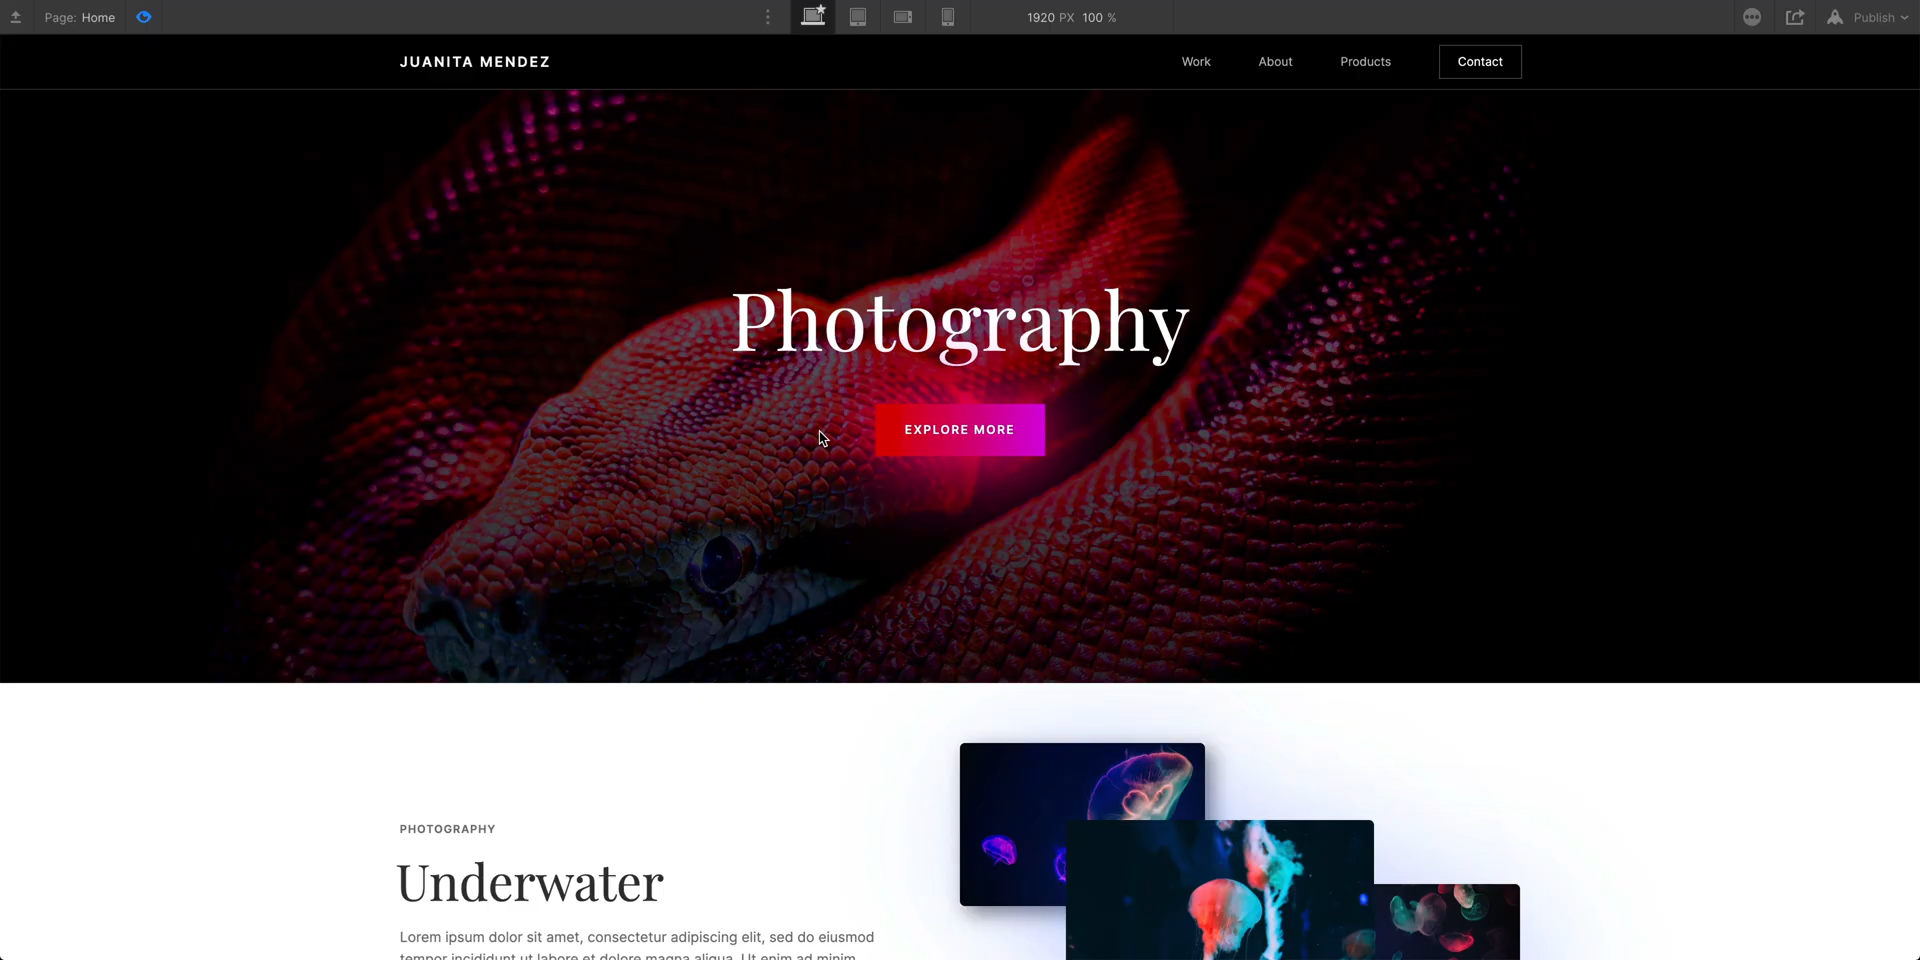 Page: Home
1920 PX 100 %
Publish
JUANITA MENDEZ
Work
About
Products
Contact
Photography
EXPLORE MORE
PHOTOGRAPHY
Underwater
Lorem ipsum dolor sit amet, consectetur adipiscing elit, sed do eiusmod
tempor incididunt ut labore et dolore magna aliqua. Ut enim ad minim